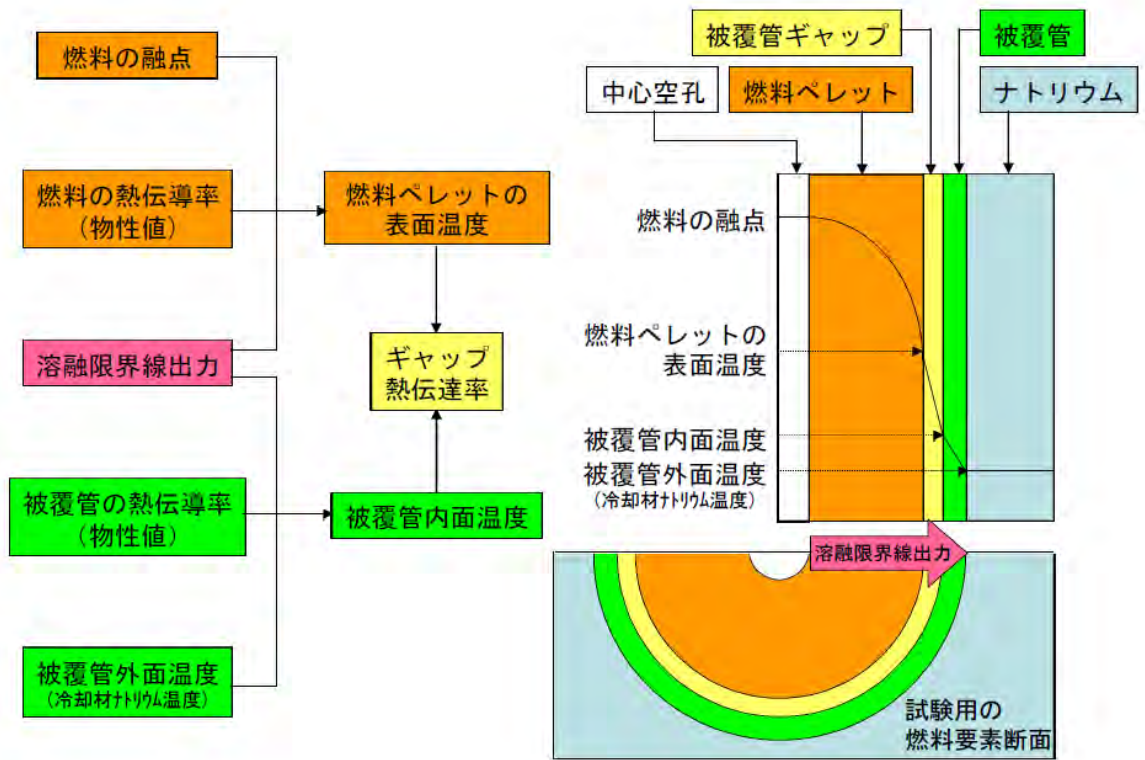 燃料の融点
燃料の熱伝導率
(物性値)
溶融限界線出力
被覆管の熱伝導率
(物性値)
被覆管外面温度
(冷却材ナトリウム温度)
燃料ペレットの
表面温度
ギャップ
熱伝達率
被覆管内面温度
被覆管ギャップ
被覆管
中心空孔
燃料ペレット
ナトリウム
燃料の融点
燃料ペレットの
表面温度
被覆管内面温度
被覆管外面温度
(冷却材ナトリウム温度)
溶融限界線出力
試験用の
燃料要素断面